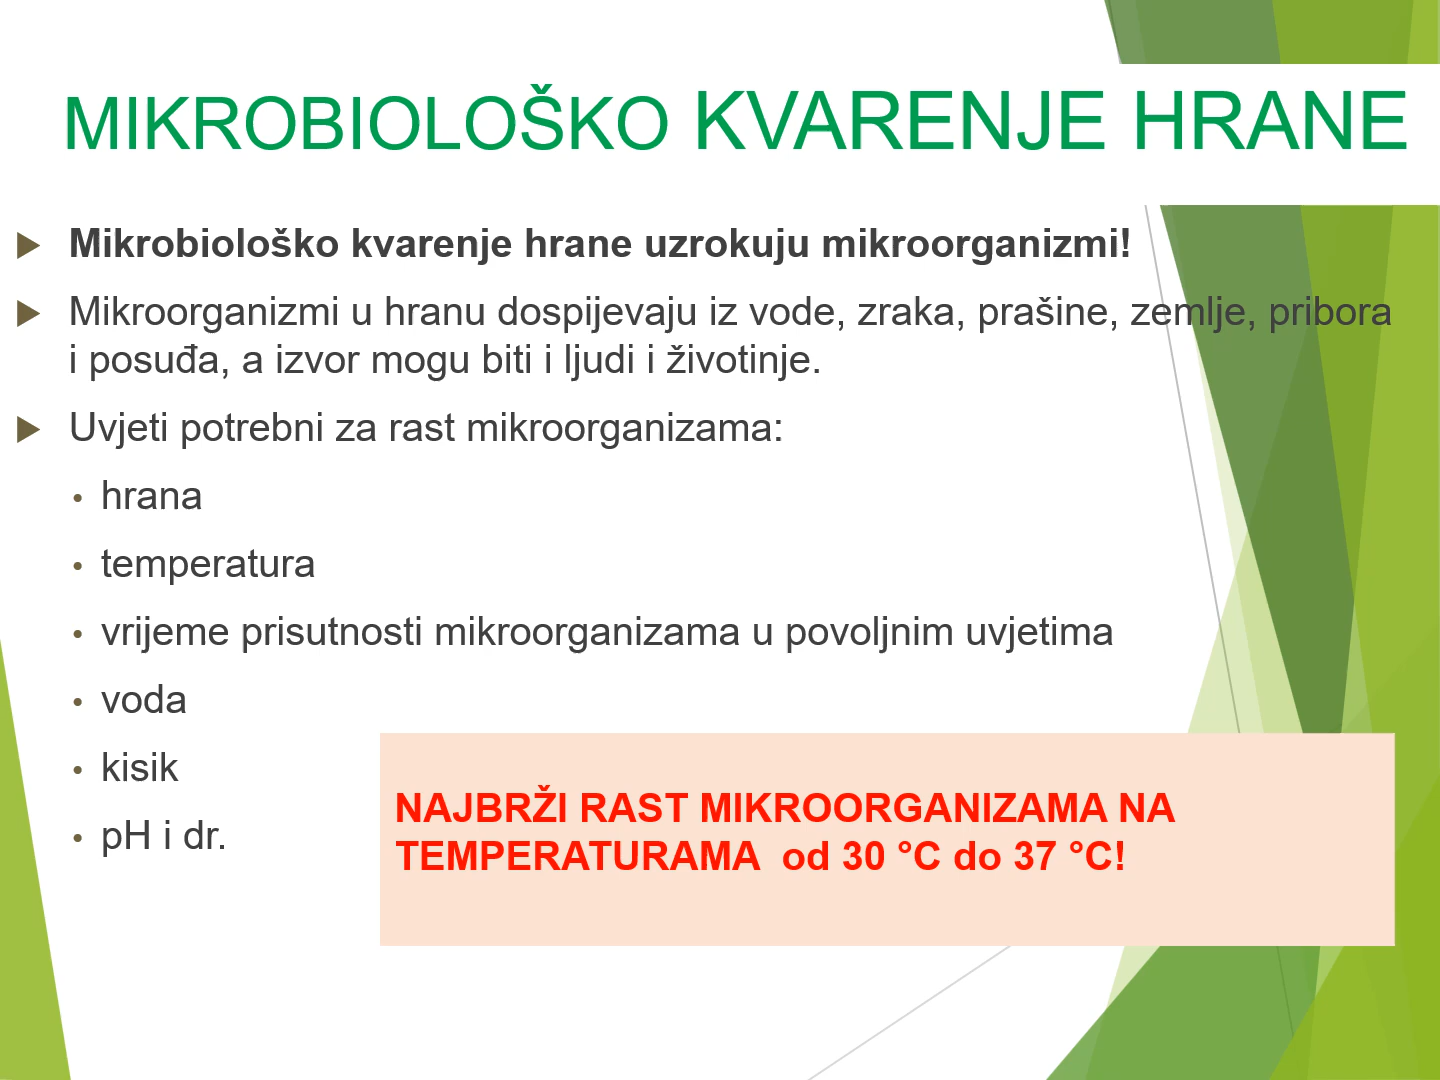 MIKROBIOLOŠKO KVARENJE HRANE
Mikrobiološko kvarenje hrane uzrokuju mikroorganizmi!
Mikroorganizmi u hranu dospijevaju iz vode, zraka, prašine, zemlje, pribora
i posuđa, a izvor mogu biti i ljudi i životinje.
Uvjeti potrebni za rast mikroorganizama:
• hrana
• temperatura
• vrijeme prisutnosti mikroorganizama u povoljnim uvjetima
• voda
• kisik
• pH i dr.
NAJBRŽI RAST MIKROORGANIZAMA NA
TEMPERATURAMA od 30 °C do 37 °C!